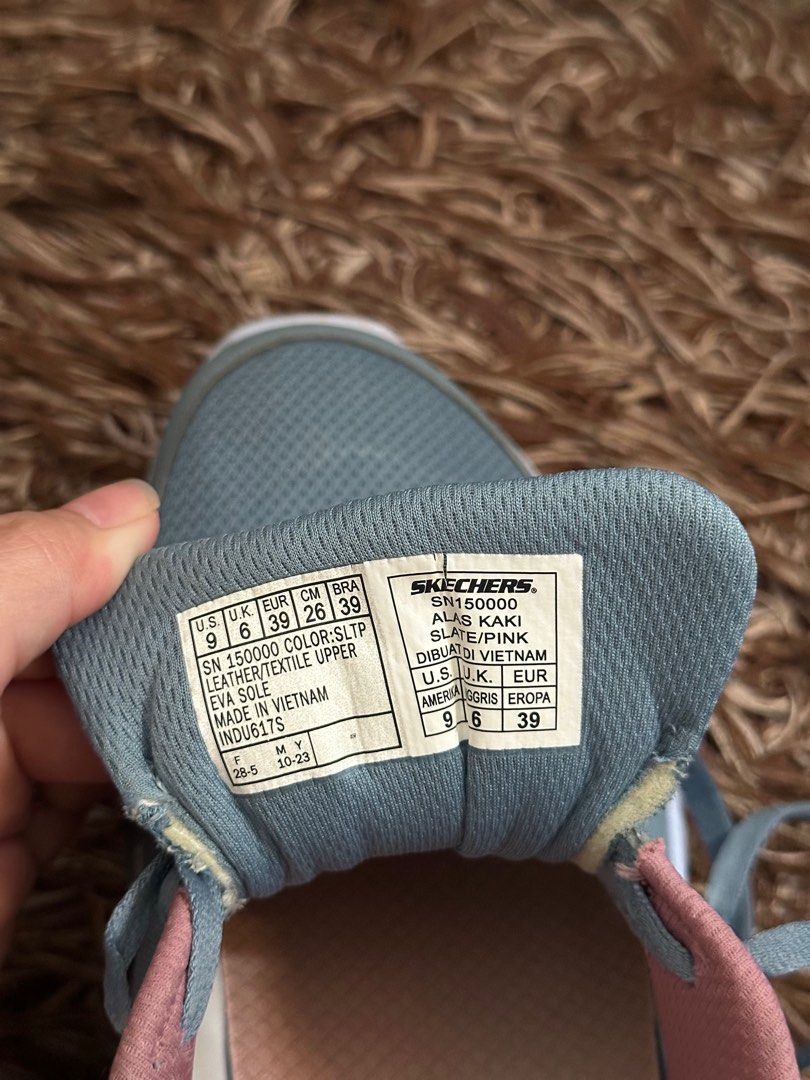 U.S. U.K. EUR CM BRA
9 6 39 26 39
SN 150000 COLOR:SLTP
LEATHER/TEXTILE UPPER
EVA SOLE
MADE IN VIETNAM
INDU617S
F M Y
28-5 10-23
SKECHERS®
SN150000
ALAS KAKI
SLATE/PINK
DIBUAT DI VIETNAM
U.S. U.K. EUR
EROPA
9 6 39